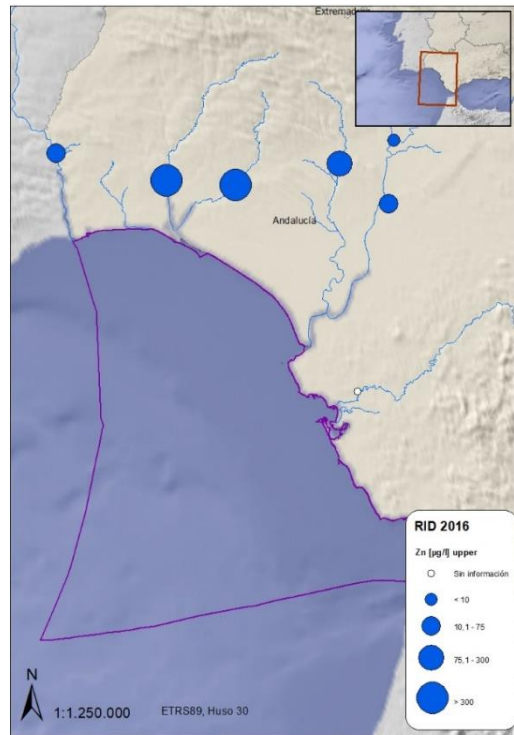 Extremadura
Andalucía
RID 2016
Zn [µg/l] upper
Sin información
< 10
10,1 - 75
75,1 - 300
> 300
N
1:1.250.000
ETRS89, Huso 30